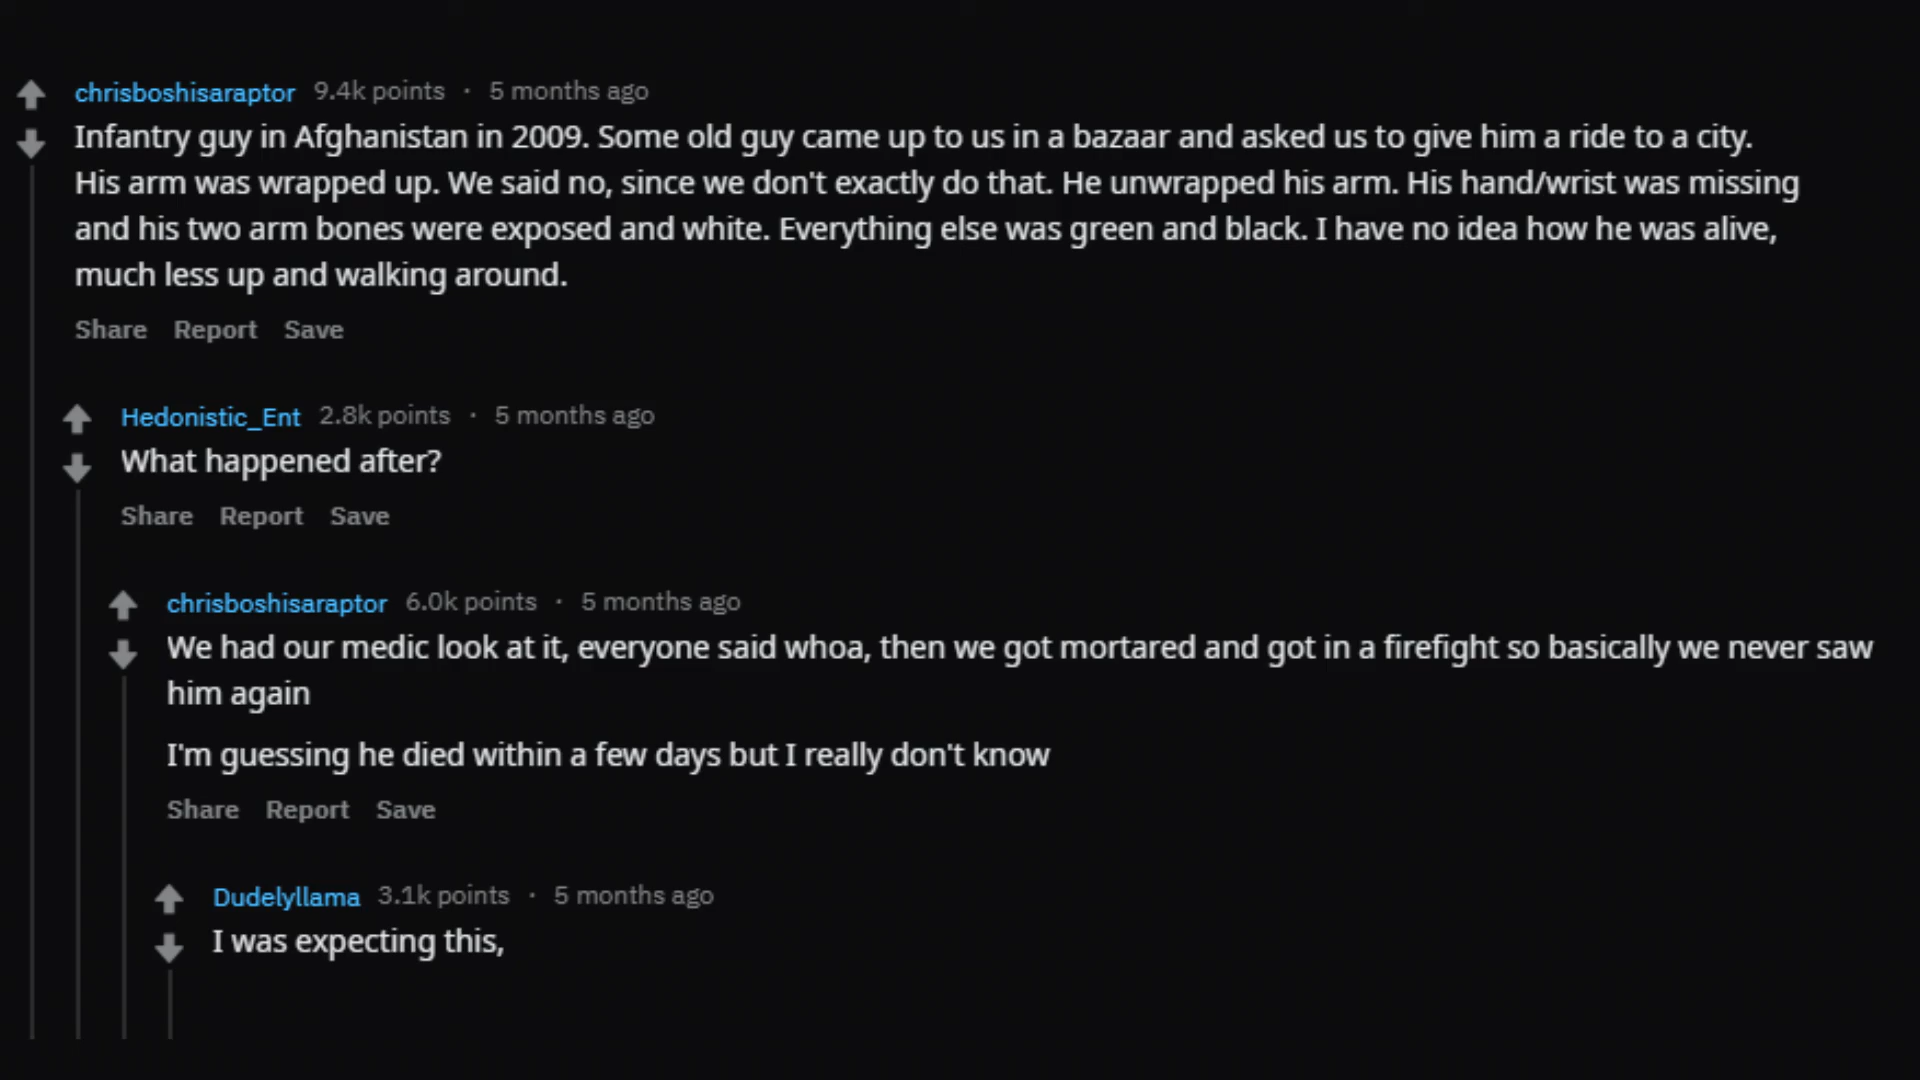 chrisboshisaraptor 9.4k points · 5 months ago
Infantry guy in Afghanistan in 2009. Some old guy came up to us in a bazaar and asked us to give him a ride to a city.
His arm was wrapped up. We said no, since we don't exactly do that. He unwrapped his arm. His hand/wrist was missing
and his two arm bones were exposed and white. Everything else was green and black. I have no idea how he was alive,
much less up and walking around.
Share Report Save
Hedonistic_Ent 2.8k points · 5 months ago
What happened after?
Share Report Save
chrisboshisaraptor 6.0k points · 5 months ago
We had our medic look at it, everyone said whoa, then we got mortared and got in a firefight so basically we never saw
him again
I'm guessing he died within a few days but I really don't know
Share Report Save
Dudelyllama 3.1k points · 5 months ago
I was expecting this,